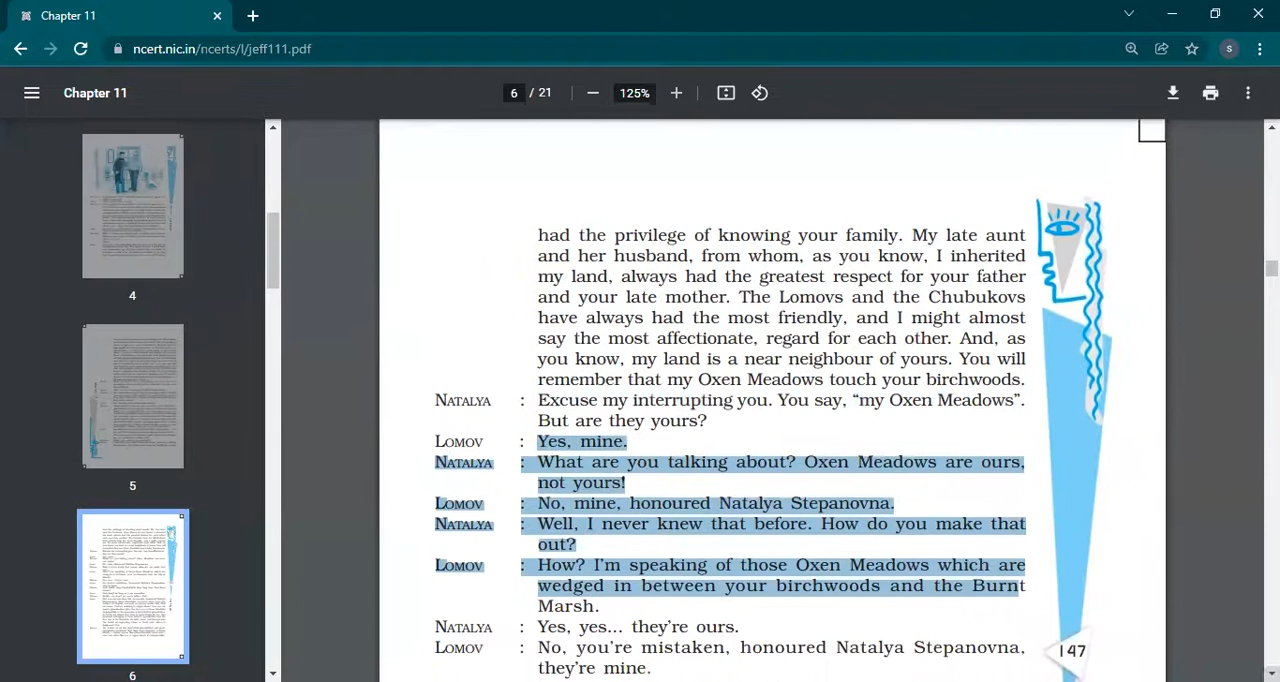 Chapter 11
ncert.nic.in/ncerts/l/jeff111.pdf
S
Chapter 11
6 / 21
125%
4
5
6
had the privilege of knowing your family. My late aunt
and her husband, from whom, as you know, I inherited
my land, always had the greatest respect for your father
and your late mother. The Lomovs and the Chubukovs
have always had the most friendly, and I might almost
say the most affectionate, regard for each other. And, as
you know, my land is a near neighbour of yours. You will
remember that my Oxen Meadows touch your birchwoods.
NATALYA : Excuse my interrupting you. You say, “my Oxen Meadows”.
But are they yours?
LOMOV : Yes, mine.
NATALYA : What are you talking about? Oxen Meadows are ours,
not yours!
LOMOV : No, mine, honoured Natalya Stepanovna.
NATALYA : Well, I never knew that before. How do you make that
out?
LOMOV : How? I'm speaking of those Oxen Meadows which are
wedged in between your birchwoods and the Burnt
Marsh.
NATALYA : Yes, yes... they're ours.
LOMOV : No, you're mistaken, honoured Natalya Stepanovna,
they're mine.
147